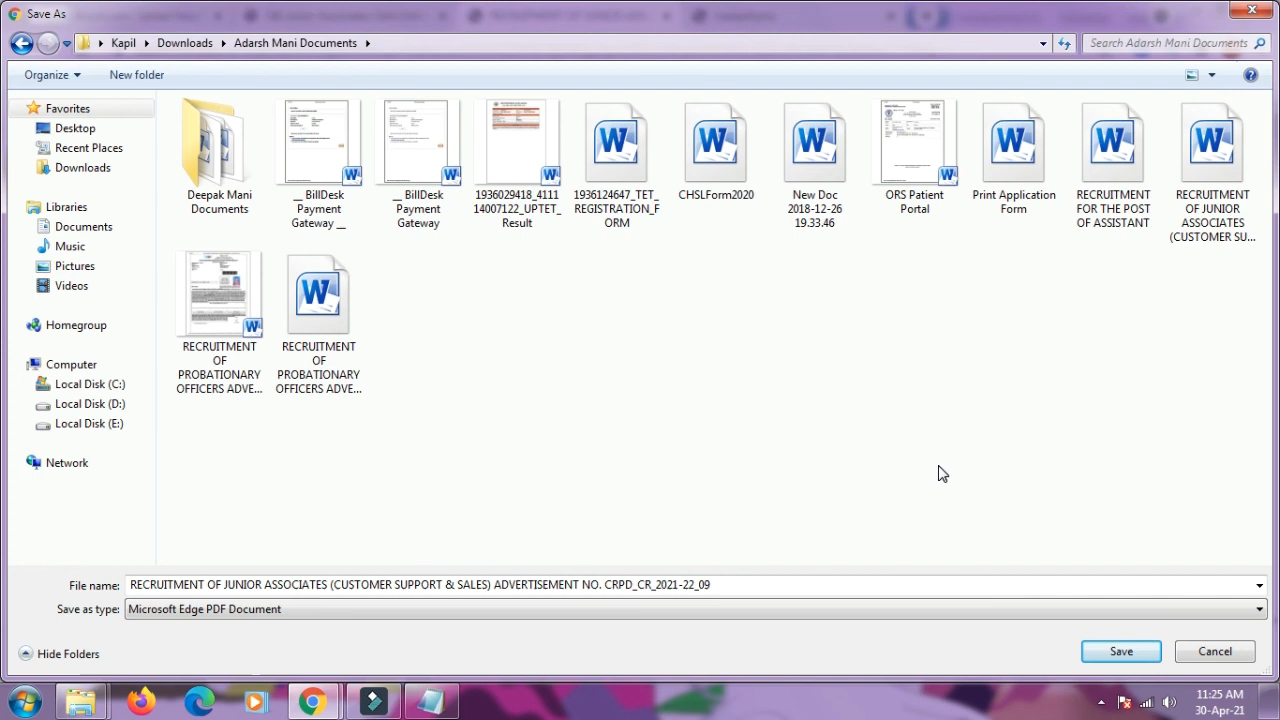 Save As
Kapil
Downloads
Adarsh Mani Documents
Search Adarsh Mani Documents
Organize
New folder
Favorites
Desktop
Recent Places
Downloads
Libraries
Documents
Music
Pictures
Videos
Homegroup
Computer
Local Disk (C:)
Local Disk (D:)
Local Disk (E:)
Network
Deepak Mani
Documents
__ BillDesk
Payment
Gateway __
__ BillDesk
Payment
Gateway
1936029418_4111
14007122_UPTET_
Result
1936124647_TET_
REGISTRATION_F
ORM
CHSLForm2020
New Doc
2018-12-26
19.33.46
ORS Patient
Portal
Print Application
Form
RECRUITMENT
FOR THE POST
OF ASSISTANT
RECRUITMENT
OF JUNIOR
ASSOCIATES
(CUSTOMER SU...
RECRUITMENT
OF
PROBATIONARY
OFFICERS ADVE...
RECRUITMENT
OF
PROBATIONARY
OFFICERS ADVE...
File name: RECRUITMENT OF JUNIOR ASSOCIATES (CUSTOMER SUPPORT & SALES) ADVERTISEMENT NO. CRPD_CR_2021-22_09
Save as type: Microsoft Edge PDF Document
Hide Folders
Save
Cancel
11:25 AM
30-Apr-21